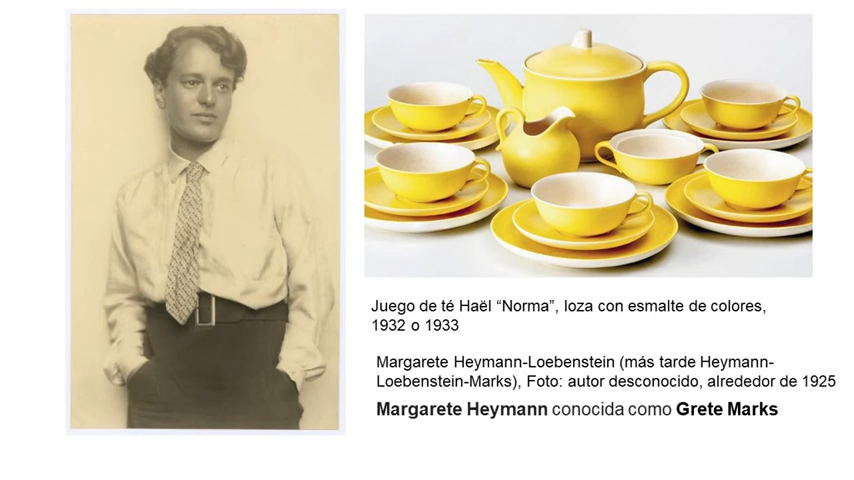 Juego de té Haël “Norma”, loza con esmalte de colores,
1932 o 1933
Margarete Heymann-Loebenstein (más tarde Heymann-
Loebenstein-Marks), Foto: autor desconocido, alrededor de 1925
Margarete Heymann conocida como Grete Marks